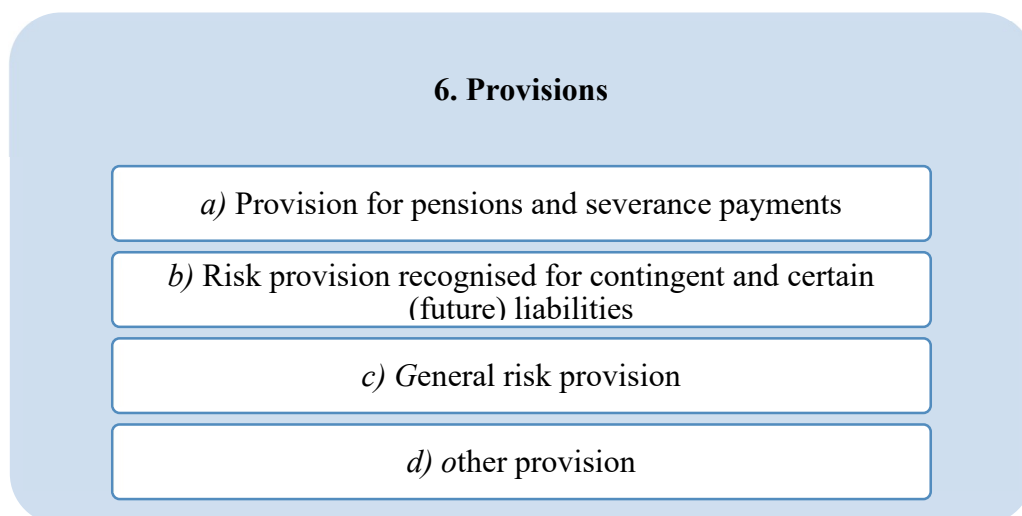 6. Provisions
a) Provision for pensions and severance payments
b) Risk provision recognised for contingent and certain
(future) liabilities
c) General risk provision
d) other provision